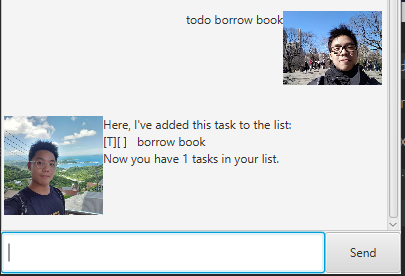 todo borrow book
Here, I've added this task to the list:
[T][ ]   borrow book
Now you have 1 tasks in your list.
Send